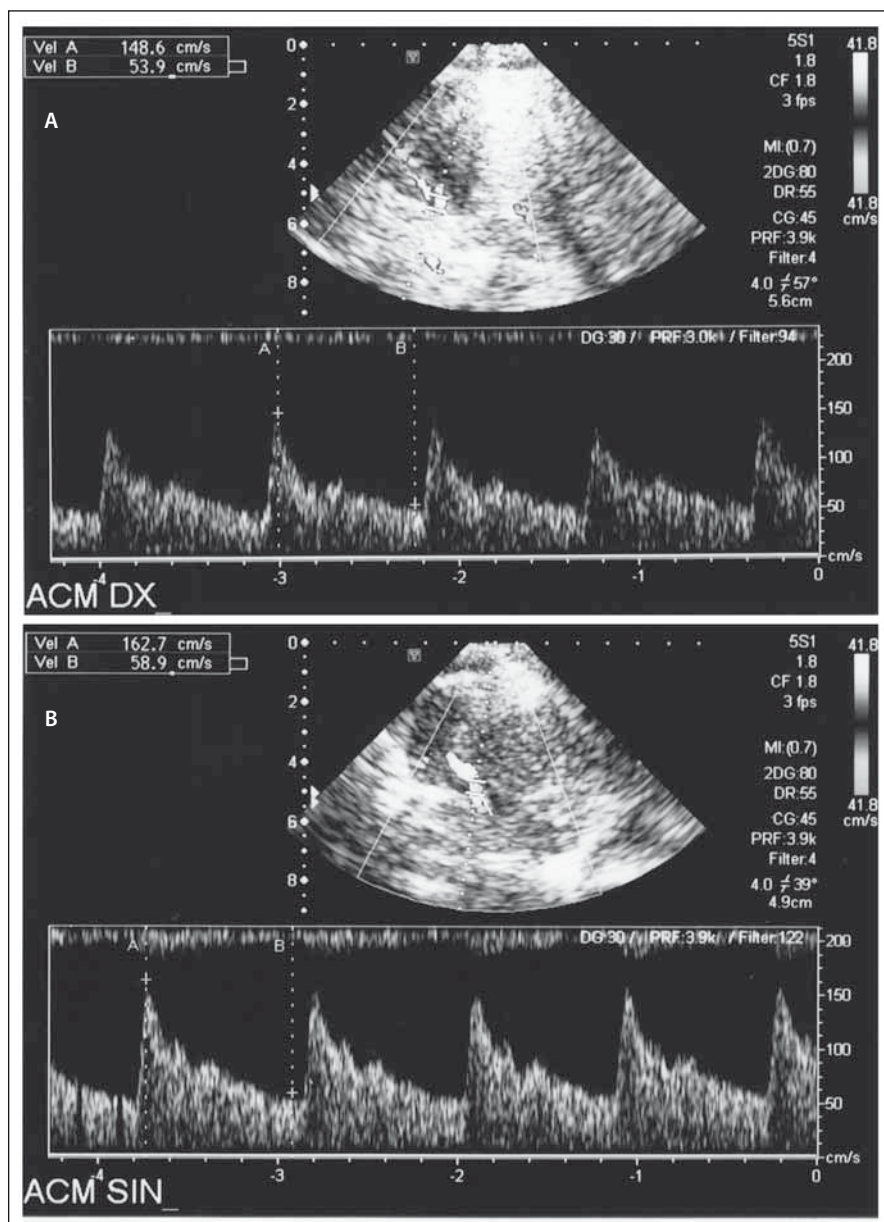 Vel A 148.6 cm/s
Vel B 53.9 cm/s
A
0
2
4
6
8
5S1
1.8
CF 1.8
3 fps
MI:(0.7)
2DG:80
DR:55
CG:45
PRF:3.9k
Filter:4
4.0 57°
5.6cm
41.8
41.8
cm/s
A B DG:30 / PRF:3.0k / Filter:94
200
150
100
50
cm/s
-4 -3 -2 -1 0
ACM DX_
Vel A 162.7 cm/s
Vel B 58.9 cm/s
B
0
2
4
6
8
5S1
1.8
CF 1.8
3 fps
MI:(0.7)
2DG:80
DR:55
CG:45
PRF:3.9k
Filter:4
4.0 39°
4.9cm
41.8
41.8
cm/s
A B DG:30 / PRF:3.9k / Filter:122
200
150
100
50
cm/s
-4 -3 -2 -1 0
ACM SIN_